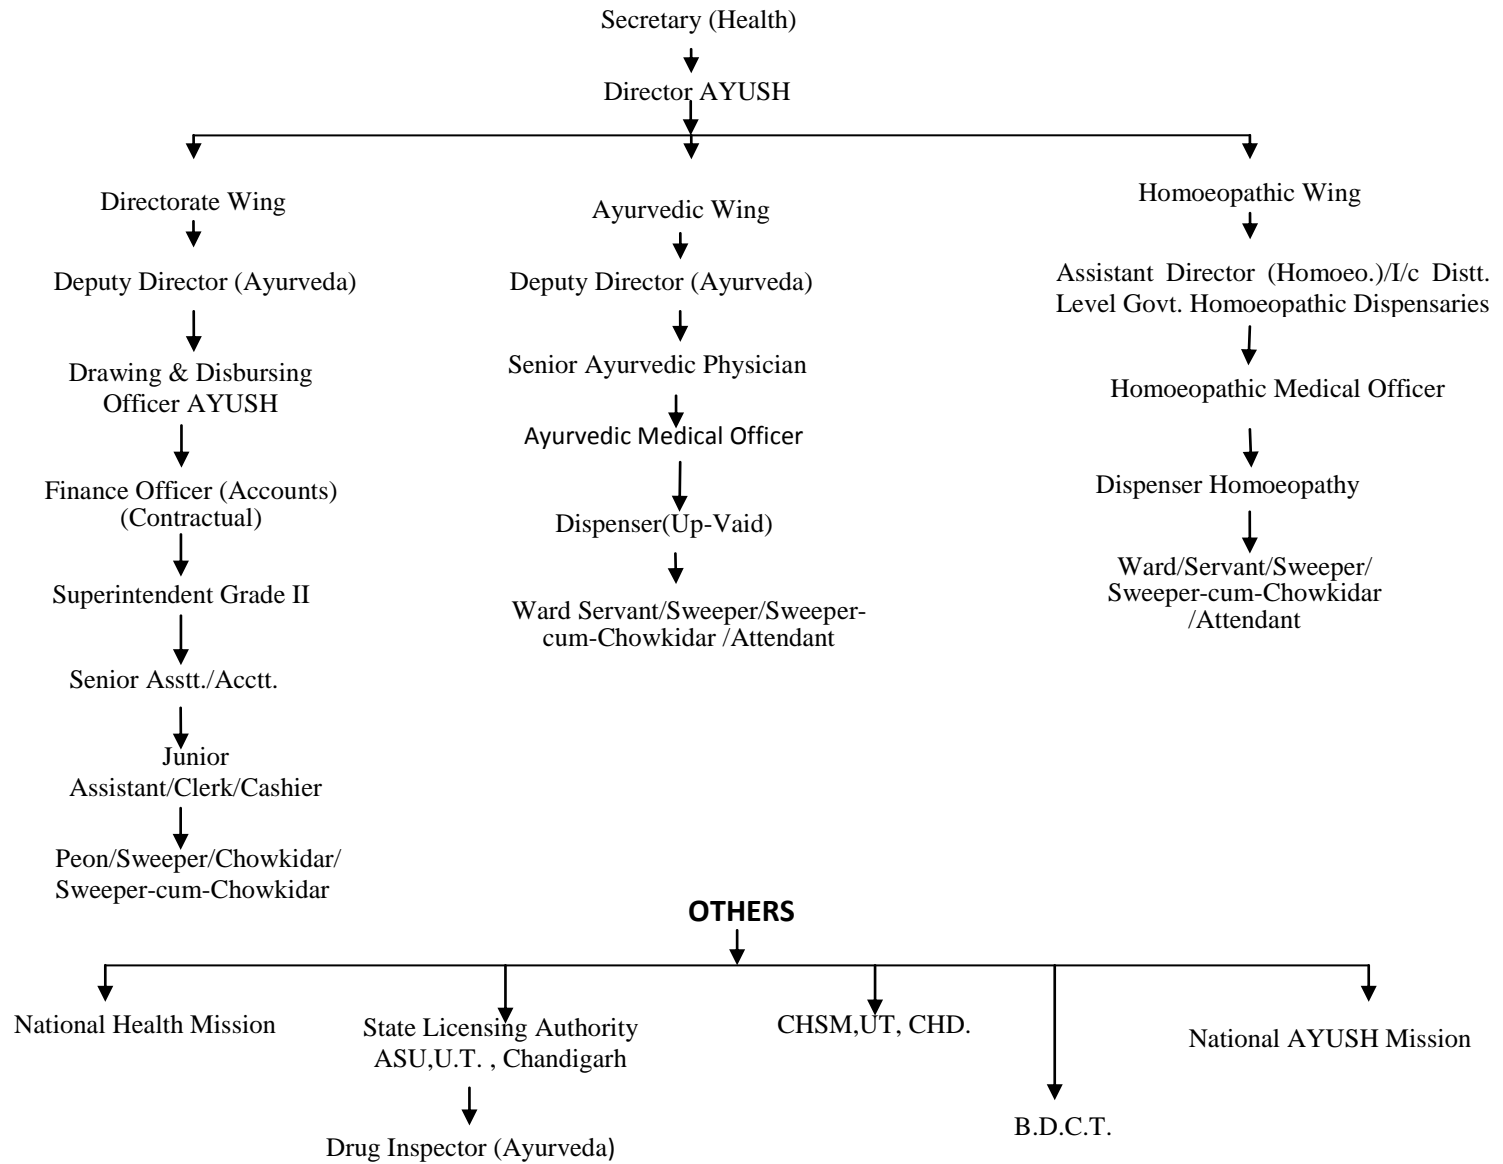 Secretary (Health)
Director AYUSH
Directorate Wing
Deputy Director (Ayurveda)
Drawing & Disbursing
Officer AYUSH
Finance Officer (Accounts)
(Contractual)
Superintendent Grade II
Senior Asstt./Acctt.
Junior
Assistant/Clerk/Cashier
Peon/Sweeper/Chowkidar/
Sweeper-cum-Chowkidar
Ayurvedic Wing
Deputy Director (Ayurveda)
Senior Ayurvedic Physician
Ayurvedic Medical Officer
Dispenser(Up-Vaid)
Ward Servant/Sweeper/Sweeper-
cum-Chowkidar /Attendant
Homoeopathic Wing
Assistant Director (Homoeo.)/I/c Distt.
Level Govt. Homoeopathic Dispensaries
Homoeopathic Medical Officer
Dispenser Homoeopathy
Ward/Servant/Sweeper/
Sweeper-cum-Chowkidar
/Attendant
OTHERS
National Health Mission
State Licensing Authority
ASU,U.T. , Chandigarh
Drug Inspector (Ayurveda)
CHSM,UT, CHD.
B.D.C.T.
National AYUSH Mission